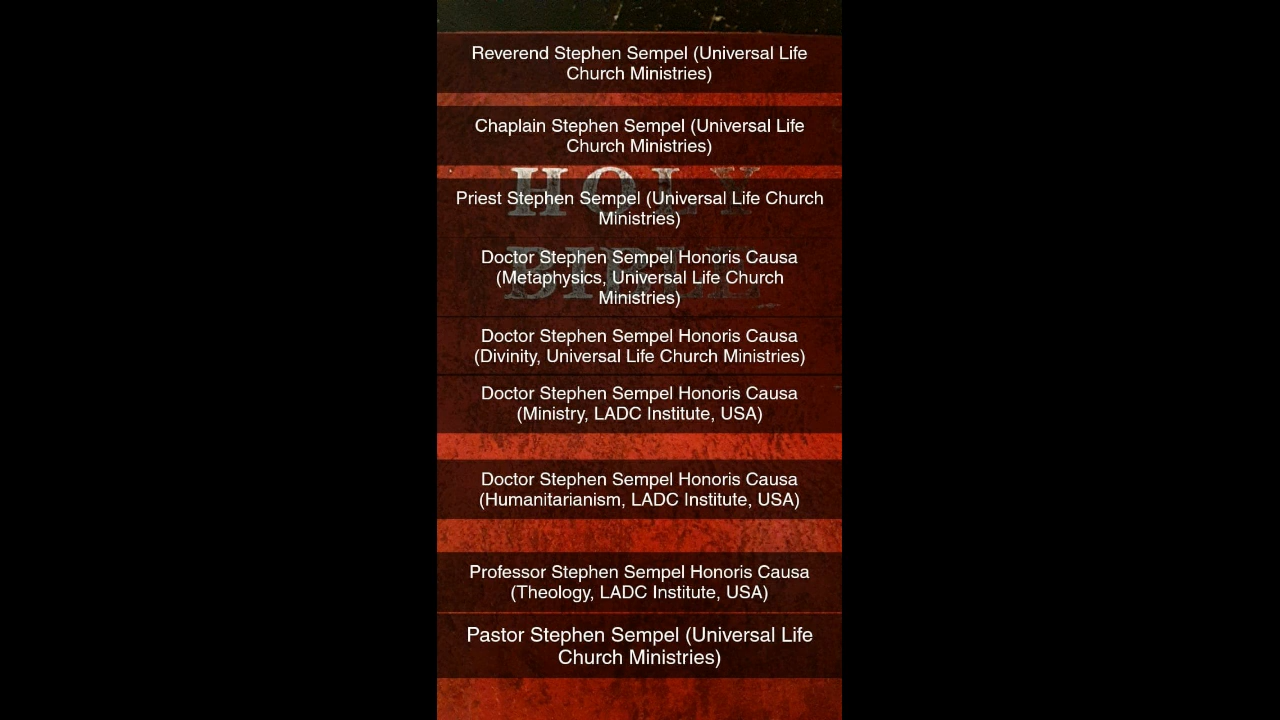 Reverend Stephen Sempel (Universal Life
Church Ministries)
Chaplain Stephen Sempel (Universal Life
Church Ministries)
HOLY
Priest Stephen Sempel (Universal Life Church
Ministries)
BIBLE
Doctor Stephen Sempel Honoris Causa
(Metaphysics, Universal Life Church
Ministries)
Doctor Stephen Sempel Honoris Causa
(Divinity, Universal Life Church Ministries)
Doctor Stephen Sempel Honoris Causa
(Ministry, LADC Institute, USA)
Doctor Stephen Sempel Honoris Causa
(Humanitarianism, LADC Institute, USA)
Professor Stephen Sempel Honoris Causa
(Theology, LADC Institute, USA)
Pastor Stephen Sempel (Universal Life
Church Ministries)